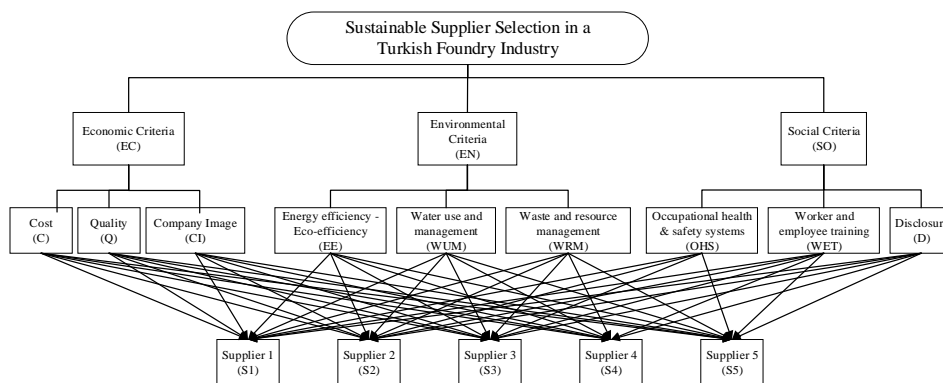 Sustainable Supplier Selection in a
Turkish Foundry Industry
Economic Criteria
(EC)
Environmental
Criteria
(EN)
Social Criteria
(SO)
Cost
(C)
Quality
(Q)
Company Image
(CI)
Energy efficiency -
Eco-efficiency
(EE)
Water use and
management
(WUM)
Waste and resource
management
(WRM)
Occupational health
& safety systems
(OHS)
Worker and
employee training
(WET)
Disclosure
(D)
Supplier 1
(S1)
Supplier 2
(S2)
Supplier 3
(S3)
Supplier 4
(S4)
Supplier 5
(S5)